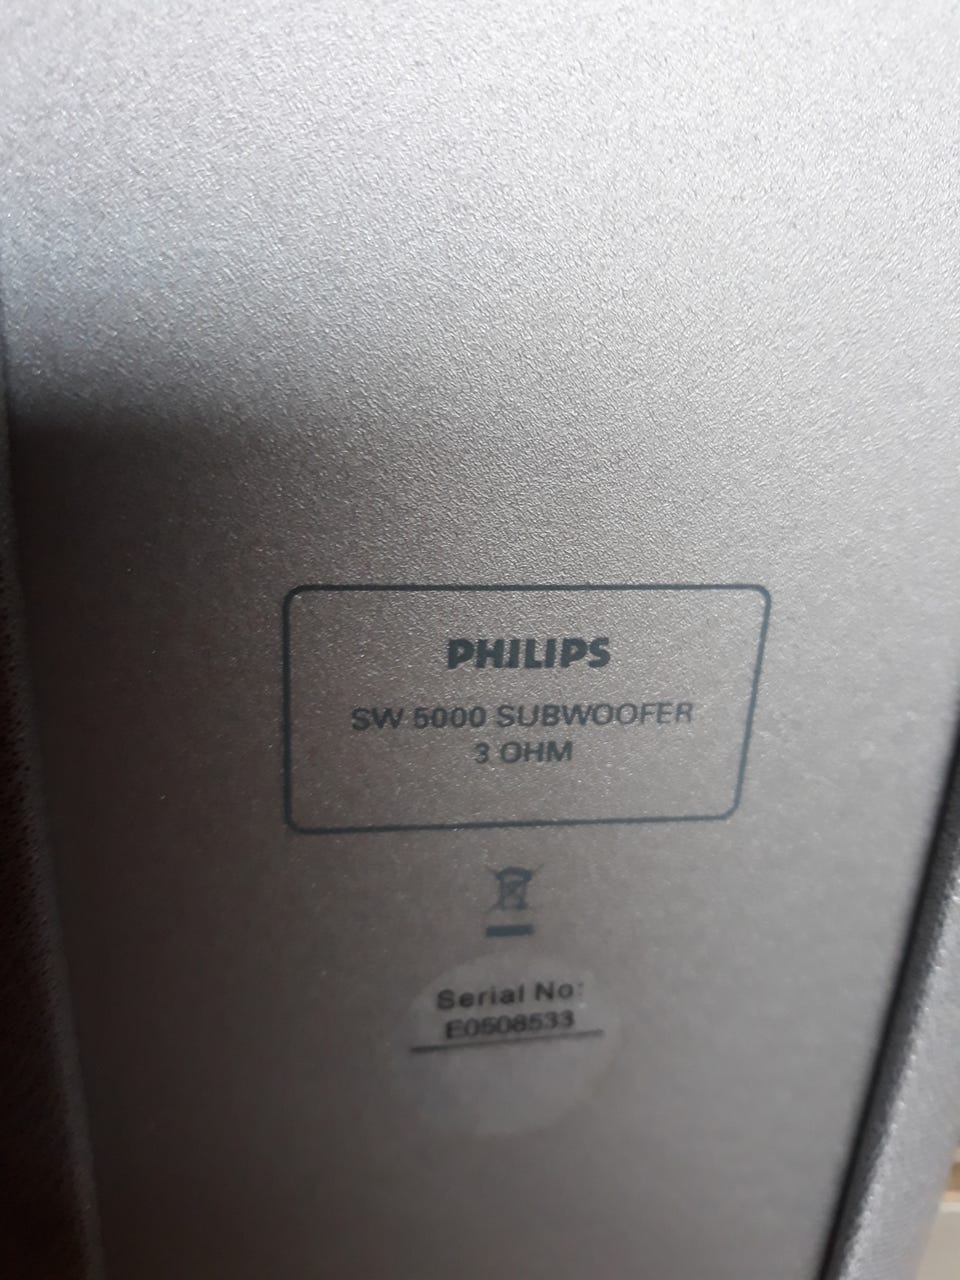 PHILIPS
SW 5000 SUBWOOFER
3 OHM
Serial No:
E0508533